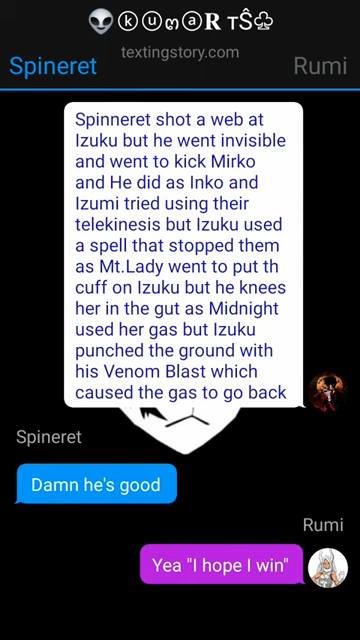 👽ⓚⓤოⓐ𝐑 тŜ♧
textingstory.com
Spineret
Rumi
Spinneret shot a web at
Izuku but he went invisible
and went to kick Mirko
and He did as Inko and
Izumi tried using their
telekinesis but Izuku used
a spell that stopped them
as Mt.Lady went to put th
cuff on Izuku but he knees
her in the gut as Midnight
used her gas but Izuku
punched the ground with
his Venom Blast which
caused the gas to go back
Spineret
Damn he's good
Rumi
Yea "I hope I win"